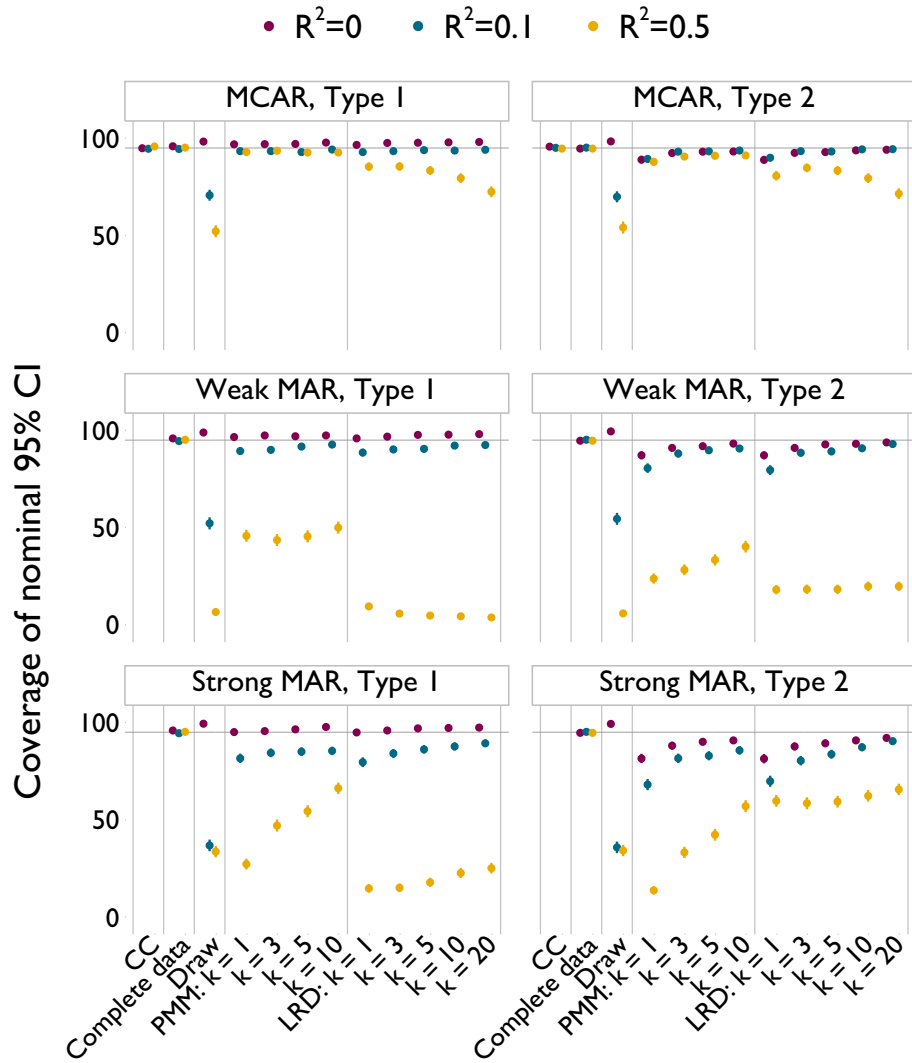 R²=0 R²=0.1 R²=0.5
MCAR, Type 1
MCAR, Type 2
100
50
0
Weak MAR, Type 1
Weak MAR, Type 2
100
50
0
Strong MAR, Type 1
Strong MAR, Type 2
100
50
0
Coverage of nominal 95% CI
CC
Complete data
Draw
PMM: k = 1
k = 3
k = 5
k = 10
LRD: k = 1
k = 3
k = 5
k = 10
k = 20
CC
Complete data
Draw
PMM: k = 1
k = 3
k = 5
k = 10
LRD: k = 1
k = 3
k = 5
k = 10
k = 20